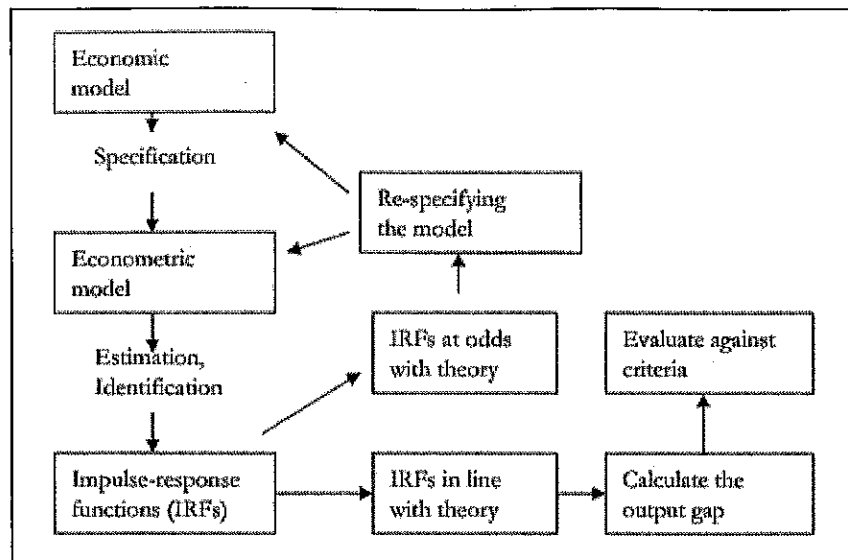 Economic
model
Specification
Re-specifying
the model
Econometric
model
Estimation,
Identification
IRFs at odds
with theory
Evaluate against
criteria
Impulse-response
functions (IRFs)
IRFs in line
with theory
Calculate the
output gap